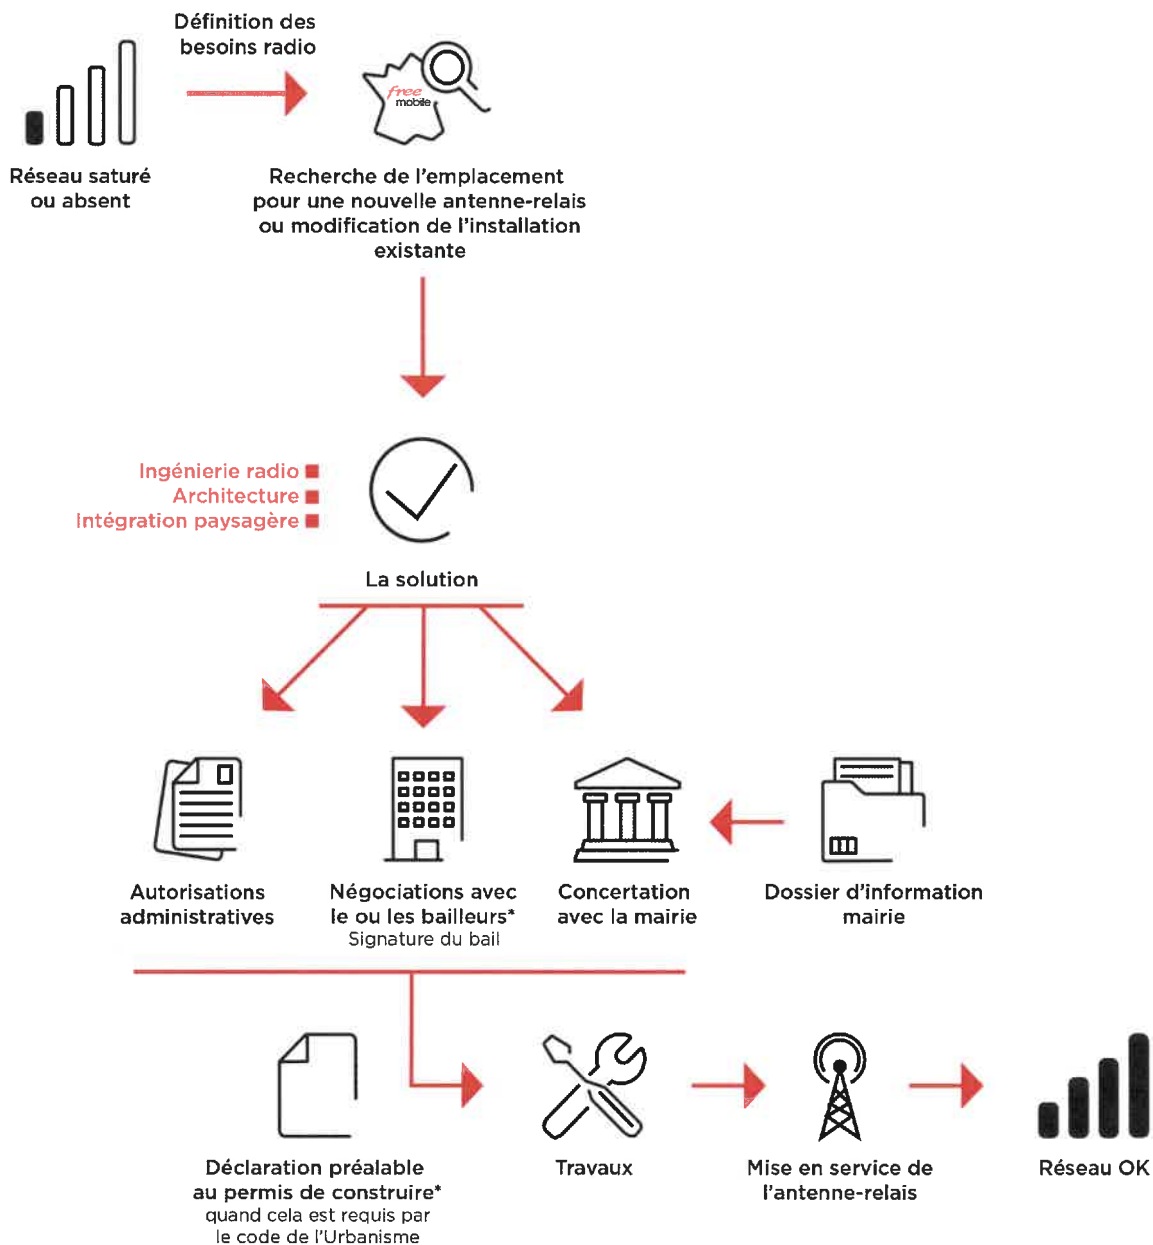 Définition des
besoins radio
free
mobile
Réseau saturé
ou absent
Recherche de l'emplacement
pour une nouvelle antenne-relais
ou modification de l'installation
existante
Ingénierie radio
Architecture
Intégration paysagère
La solution
Autorisations
administratives
Négociations avec
le ou les bailleurs*
Signature du bail
Concertation
avec la mairie
Dossier d'information
mairie
Déclaration préalable
au permis de construire*
quand cela est requis par
le code de l'Urbanisme
Travaux
Mise en service de
l'antenne-relais
Réseau OK